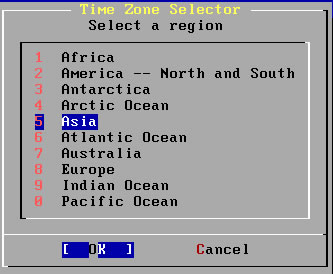 Time Zone Selector
Select a region
1 Africa
2 America -- North and South
3 Antarctica
4 Arctic Ocean
5 Asia
6 Atlantic Ocean
7 Australia
8 Europe
9 Indian Ocean
0 Pacific Ocean
[ OK ] Cancel